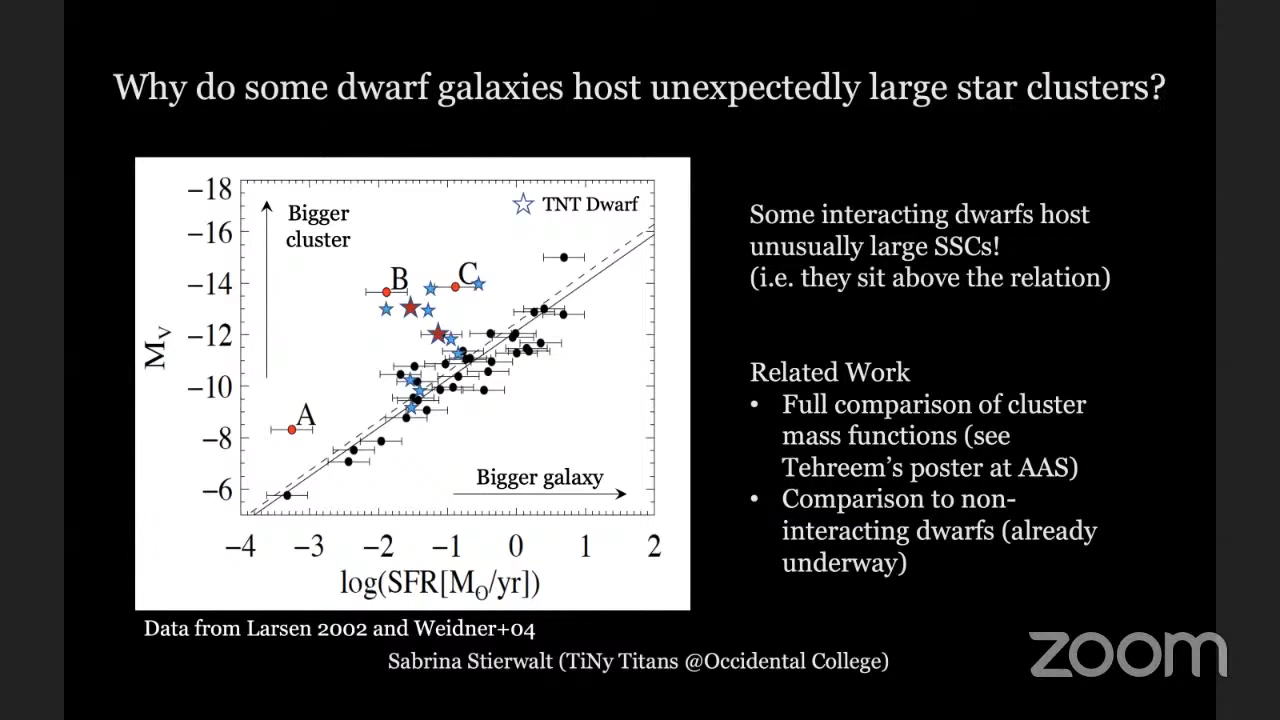 Why do some dwarf galaxies host unexpectedly large star clusters?
−18
−16
−14
−12
−10
−8
−6
M_V
Bigger
cluster
TNT Dwarf
B
C
A
Bigger galaxy
−4 −3 −2 −1 0 1 2
log(SFR[M_O/yr])
Data from Larsen 2002 and Weidner+04
Some interacting dwarfs host
unusually large SSCs!
(i.e. they sit above the relation)
Related Work
• Full comparison of cluster
mass functions (see
Tehreem’s poster at AAS)
• Comparison to non-
interacting dwarfs (already
underway)
Sabrina Stierwalt (TiNy Titans @Occidental College)
zoom